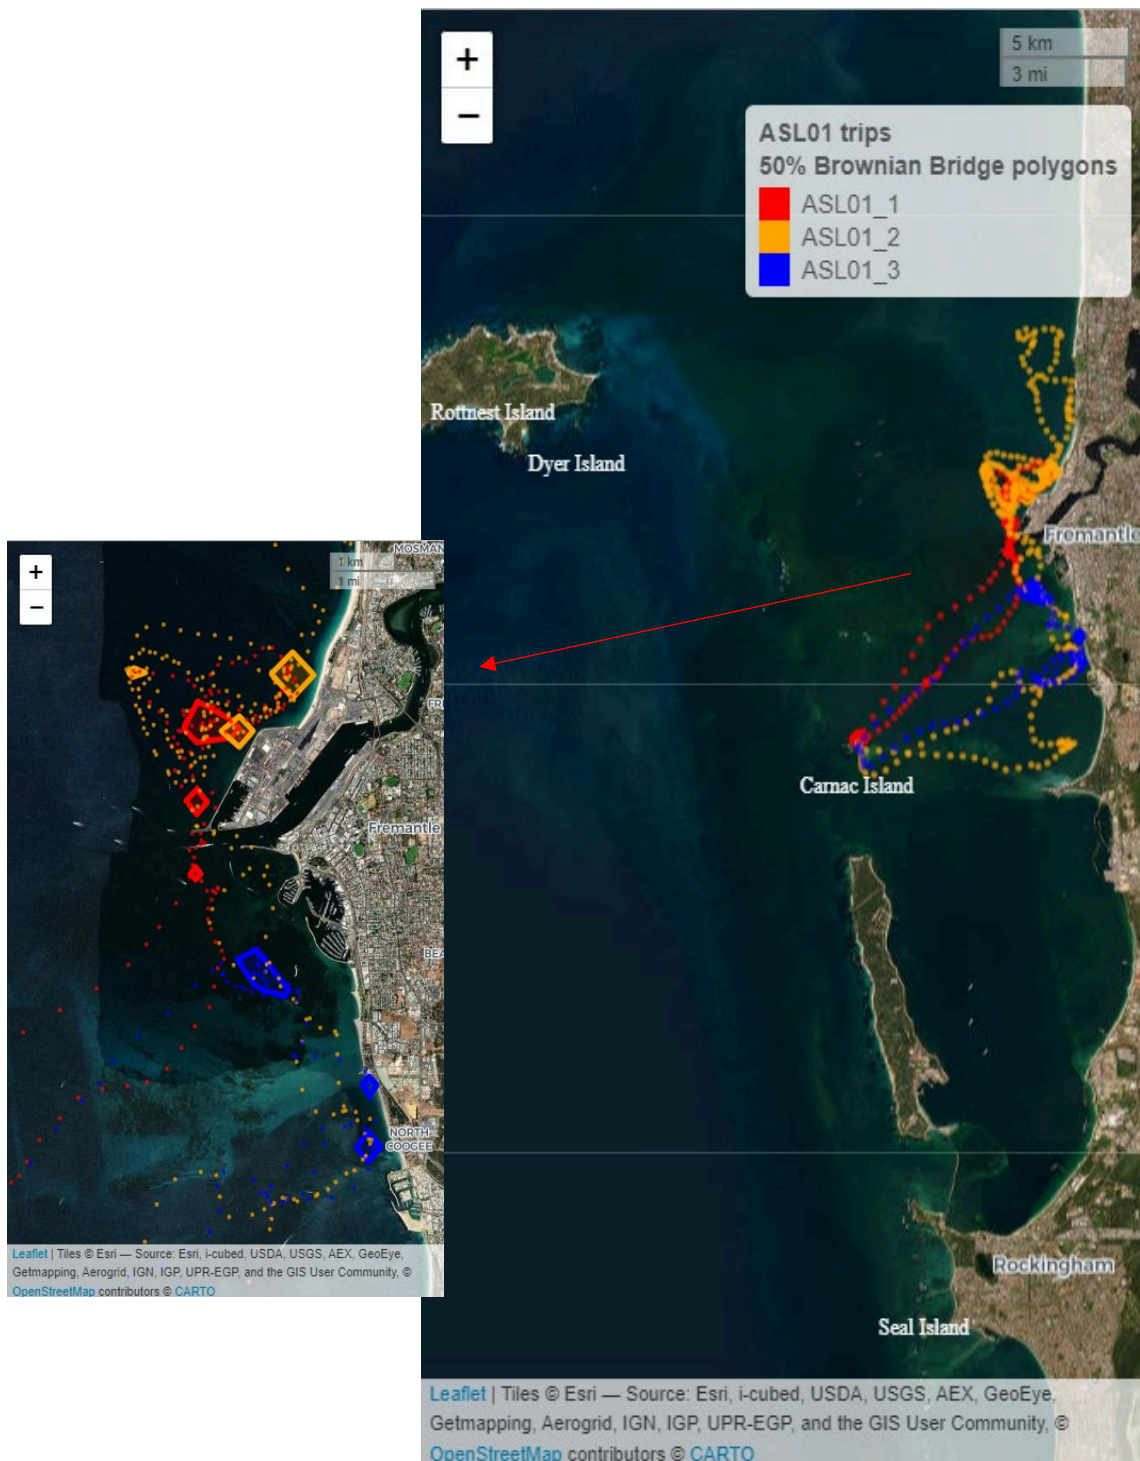 +
−
5 km
3 mi
ASL01 trips
50% Brownian Bridge polygons
ASL01_1
ASL01_2
ASL01_3
Rottnest Island
Dyer Island
Fremantle
Carnac Island
Rockingham
Seal Island
Leaflet | Tiles © Esri — Source: Esri, i-cubed, USDA, USGS, AEX, GeoEye,
Getmapping, Aerogrid, IGN, IGP, UPR-EGP, and the GIS User Community, ©
OpenStreetMap contributors © CARTO
+
−
MOSMAN
1 km
1 mi
FR
Fremantle
BEA
NORTH
COOGEE
Leaflet | Tiles © Esri — Source: Esri, i-cubed, USDA, USGS, AEX, GeoEye,
Getmapping, Aerogrid, IGN, IGP, UPR-EGP, and the GIS User Community, ©
OpenStreetMap contributors © CARTO